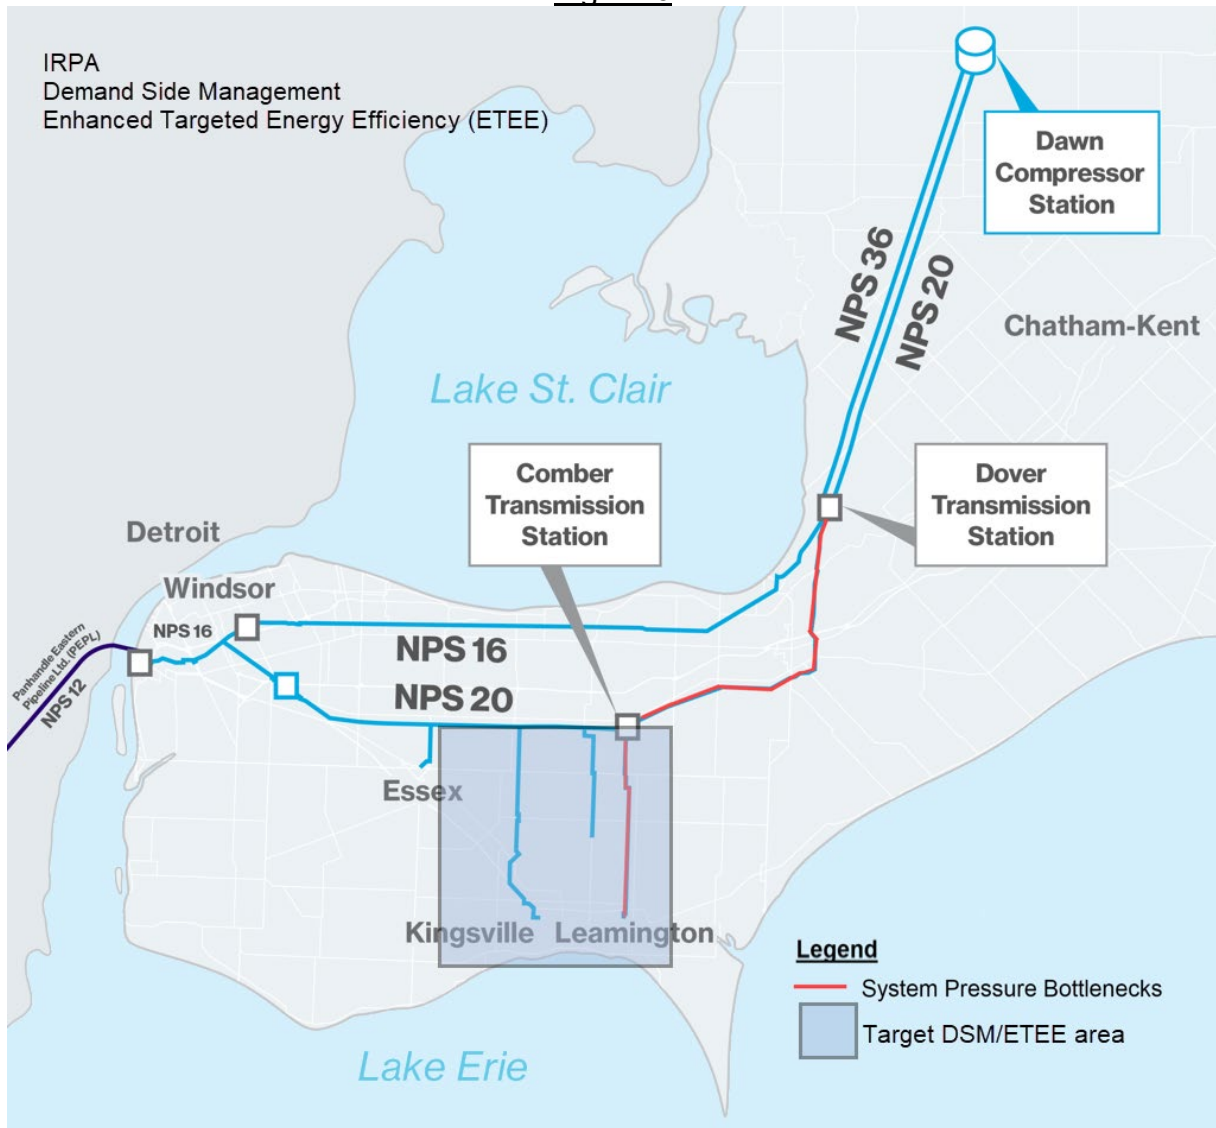 IRPA
Demand Side Management
Enhanced Targeted Energy Efficiency (ETEE)
Dawn
Compressor
Station
NPS 36
NPS 20
Chatham-Kent
Lake St. Clair
Comber
Transmission
Station
Dover
Transmission
Station
Detroit
Windsor
NPS 16
Panhandle Eastern
Pipeline Ltd. (PEPL)
NPS 12
NPS 16
NPS 20
Essex
Kingsville
Leamington
Legend
System Pressure Bottlenecks
Target DSM/ETEE area
Lake Erie